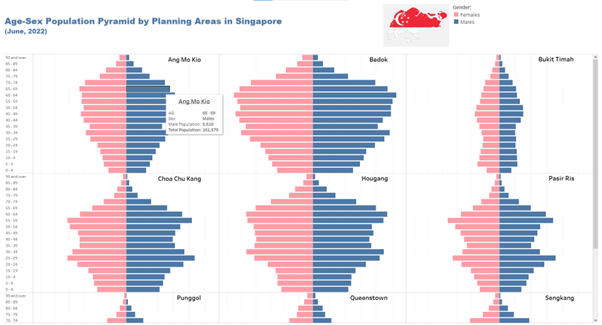 Age-Sex Population Pyramid by Planning Areas in Singapore
(June, 2022)
Gender:
Females
Males
Ang Mo Kio
Bedok
Bukit Timah
90 and over
85 - 89
80 - 84
75 - 79
70 - 74
65 - 69
60 - 64
55 - 59
50 - 54
45 - 49
40 - 44
35 - 39
30 - 34
25 - 29
20 - 24
15 - 19
10 - 14
5 - 9
0 - 4
Ang Mo Kio
Sex: Males
Male Population:
Total Population:
Choa Chu Kang
Hougang
Pasir Ris
90 and over
85 - 89
80 - 84
75 - 79
70 - 74
65 - 69
60 - 64
55 - 59
50 - 54
45 - 49
40 - 44
35 - 39
30 - 34
25 - 29
20 - 24
15 - 19
10 - 14
5 - 9
0 - 4
Punggol
Queenstown
Sengkang
90 and over
85 - 89
80 - 84
75 - 79
70 - 74